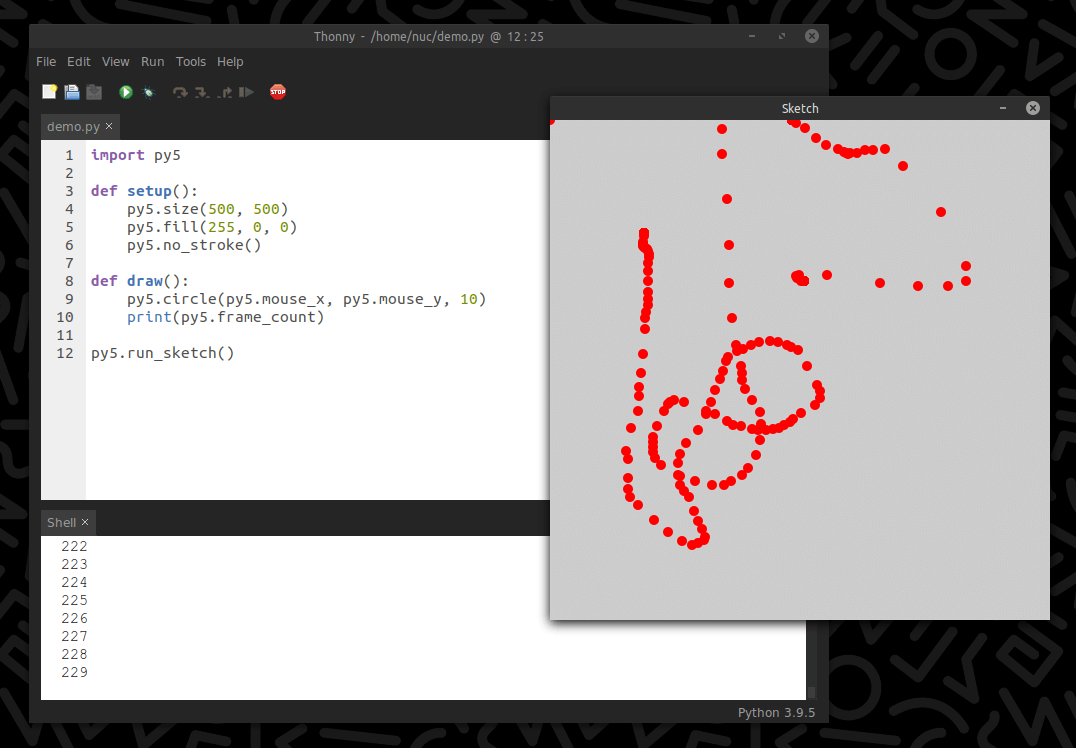 Thonny - /home/nuc/demo.py @ 12:25
File Edit View Run Tools Help
STOP
demo.py ×
1 import py5
2
3 def setup():
4     py5.size(500, 500)
5     py5.fill(255, 0, 0)
6     py5.no_stroke()
7
8 def draw():
9     py5.circle(py5.mouse_x, py5.mouse_y, 10)
10     print(py5.frame_count)
11
12 py5.run_sketch()
Sketch
Shell ×
222
223
224
225
226
227
228
229
Python 3.9.5